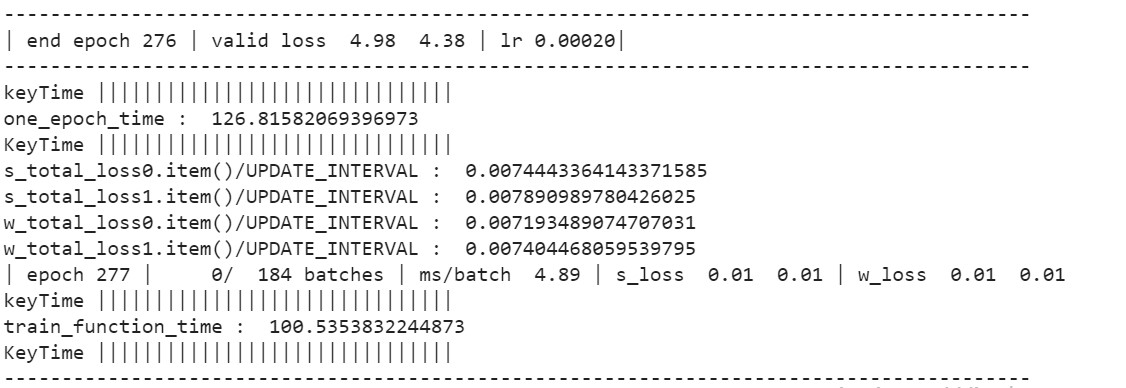 ------------------------------------------------------------------------------------------
| end epoch 276 | valid loss  4.98  4.38 | lr 0.00020|
------------------------------------------------------------------------------------------
keyTime |||||||||||||||||||||||||||||||
one_epoch_time :  126.81582069396973
KeyTime |||||||||||||||||||||||||||||||
s_total_loss0.item()/UPDATE_INTERVAL :  0.0074443364143371585
s_total_loss1.item()/UPDATE_INTERVAL :  0.007890989780426025
w_total_loss0.item()/UPDATE_INTERVAL :  0.007193489074707031
w_total_loss1.item()/UPDATE_INTERVAL :  0.007404468059539795
| epoch 277 |     0/  184 batches | ms/batch  4.89 | s_loss  0.01  0.01 | w_loss  0.01  0.01
keyTime |||||||||||||||||||||||||||||||
train_function_time :  100.5353832244873
KeyTime |||||||||||||||||||||||||||||||
------------------------------------------------------------------------------------------